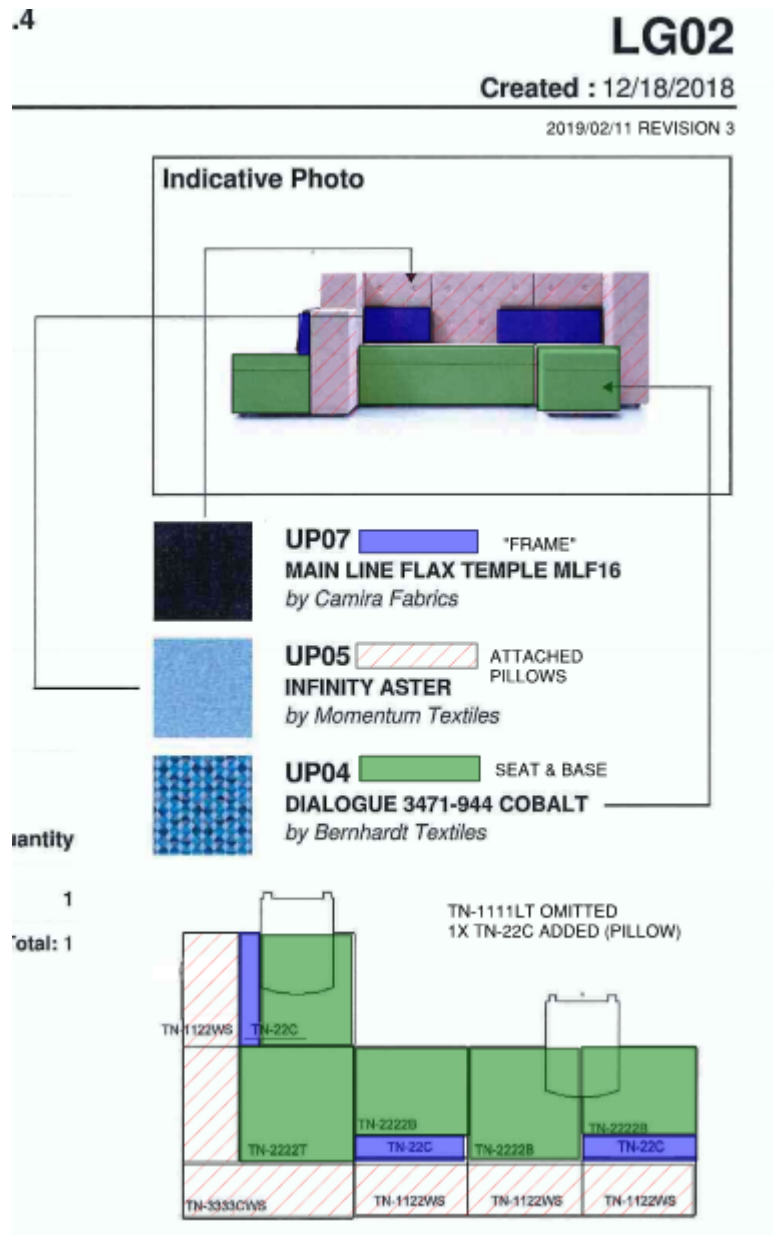 .4
LG02
Created : 12/18/2018
2019/02/11 REVISION 3
Indicative Photo
UP07 "FRAME"
MAIN LINE FLAX TEMPLE MLF16
by Camira Fabrics
UP05 ATTACHED
PILLOWS
INFINITY ASTER
by Momentum Textiles
UP04 SEAT & BASE
DIALOGUE 3471-944 COBALT
by Bernhardt Textiles
uantity
1
Total: 1
TN-1111LT OMITTED
1X TN-22C ADDED (PILLOW)
TN-1122WS TN-22C
TN-2222B TN-2222B
TN-2222T TN-22C TN-2222B TN-22C
TN-3333CWS TN-1122WS TN-1122WS TN-1122WS